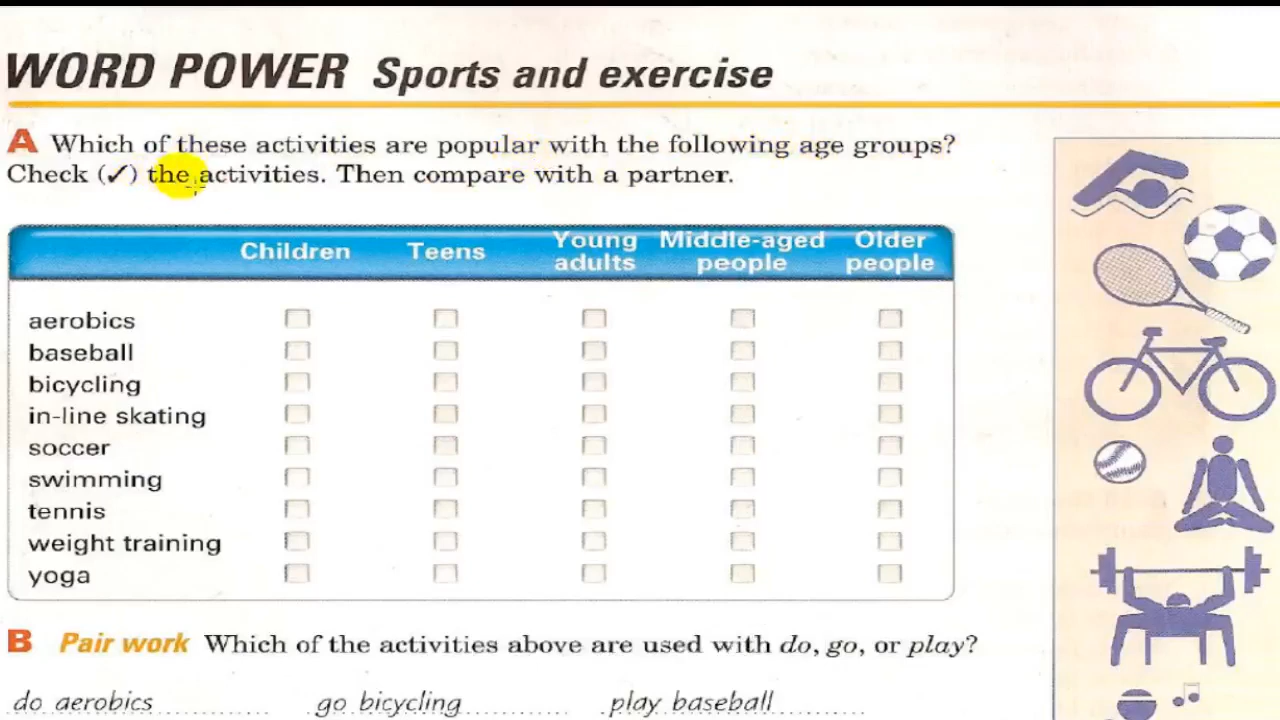 WORD POWER Sports and exercise
A Which of these activities are popular with the following age groups?
Check (✓) the activities. Then compare with a partner.
Children Teens Young adults Middle-aged people Older people
aerobics
baseball
bicycling
in-line skating
soccer
swimming
tennis
weight training
yoga
B Pair work Which of the activities above are used with do, go, or play?
do aerobics go bicycling play baseball